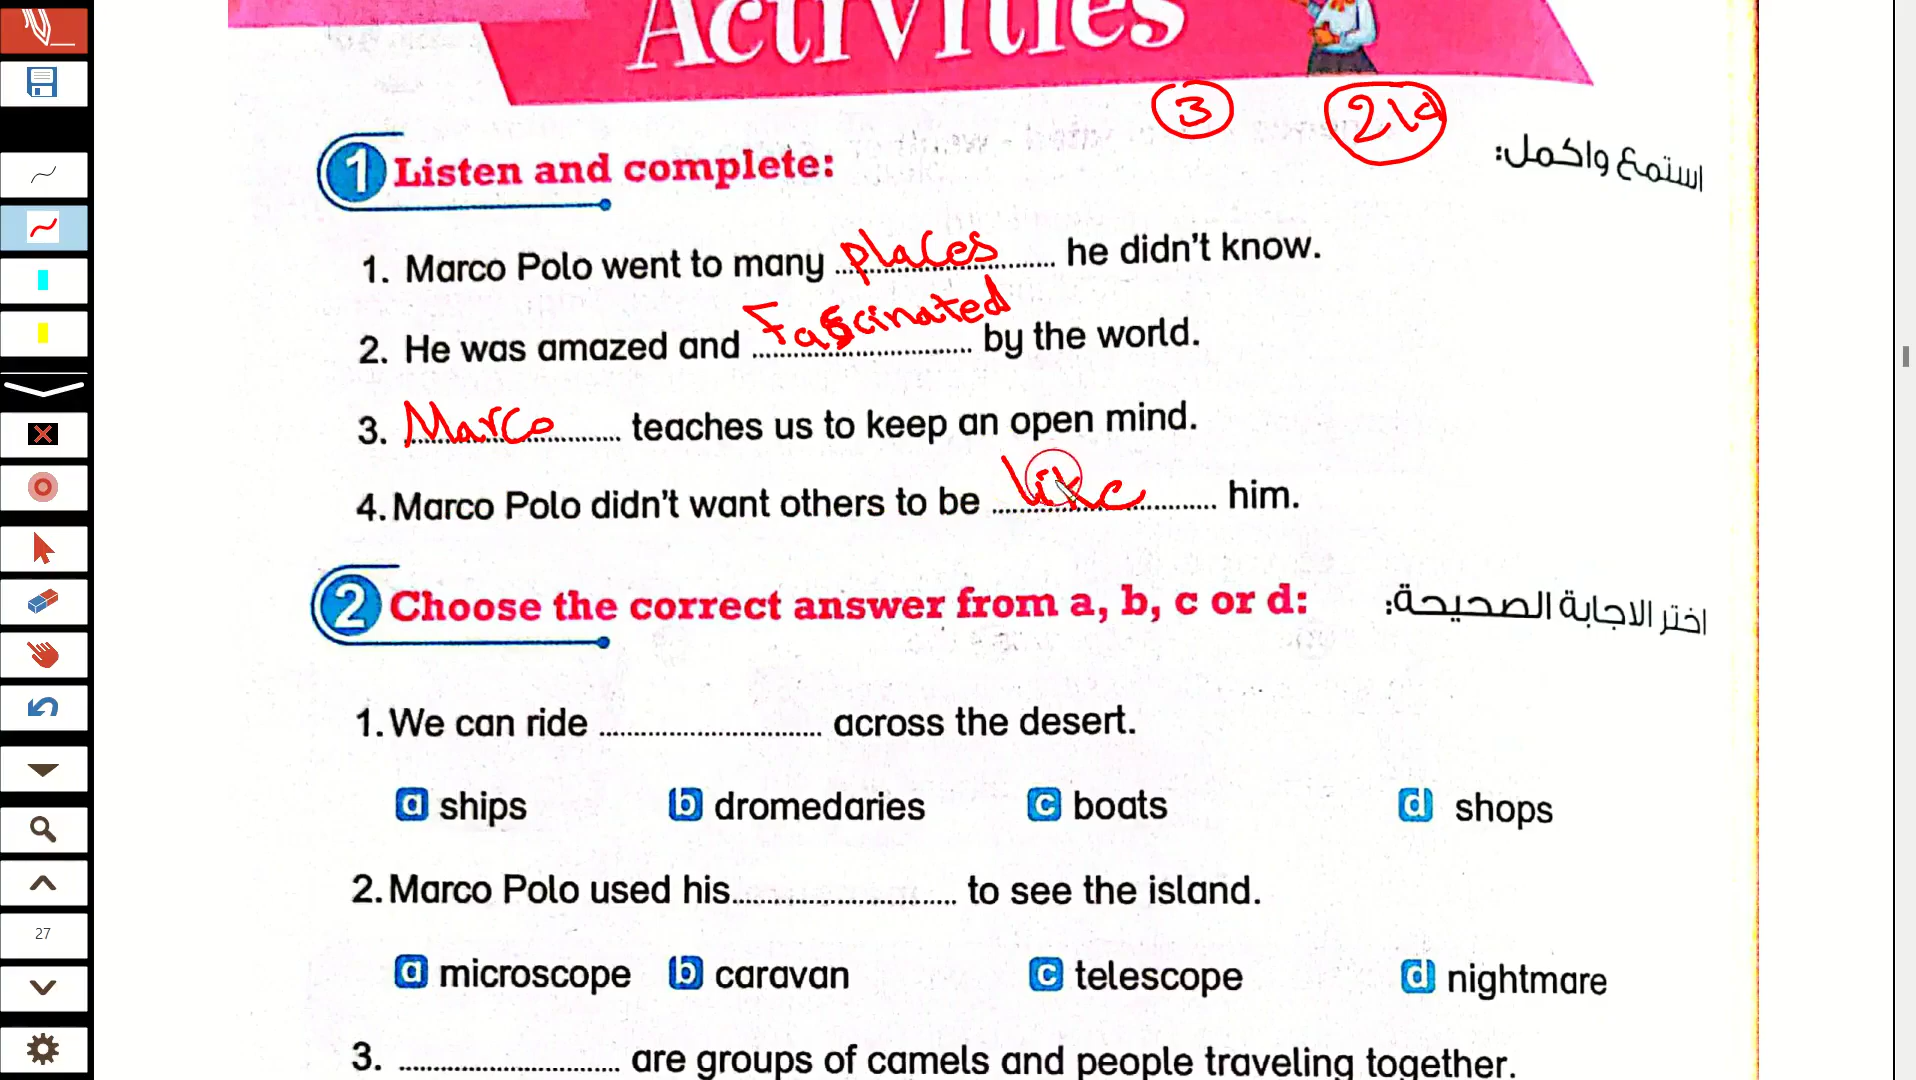 Activities
3 21d
1 Listen and complete: استمع واكمل:
1. Marco Polo went to many places he didn't know.
2. He was amazed and Fascinated by the world.
3. Marco teaches us to keep an open mind.
4. Marco Polo didn't want others to be like him.
2 Choose the correct answer from a, b, c or d: اختر الاجابة الصحيحة:
1. We can ride .................... across the desert.
a ships b dromedaries c boats d shops
2. Marco Polo used his.................... to see the island.
a microscope b caravan c telescope d nightmare
3. .................... are groups of camels and people traveling together.
27